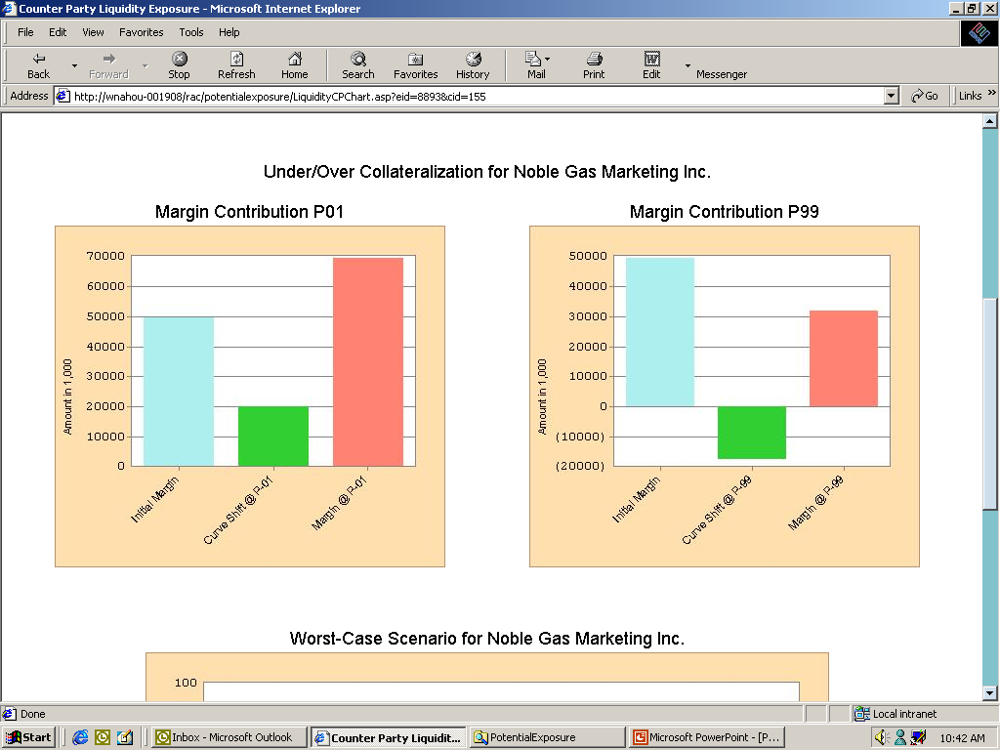 Counter Party Liquidity Exposure - Microsoft Internet Explorer
File Edit View Favorites Tools Help
Back Forward Stop Refresh Home Search Favorites History Mail Print Edit Messenger
Address http://wnahou-001908/rac/potentialexposure/LiquidityCPChart.asp?eid=8893&cid=155 Go Links »
Under/Over Collateralization for Noble Gas Marketing Inc.
Margin Contribution P01
70000
60000
50000
40000
30000
20000
10000
0
Amount in 1,000
Initial Margin
Curve Shift @ P-01
Margin @ P-01
Margin Contribution P99
50000
40000
30000
20000
10000
0
(10000)
(20000)
Amount in 1,000
Initial Margin
Curve Shift @ P-99
Margin @ P-99
Worst-Case Scenario for Noble Gas Marketing Inc.
100
Done Local intranet
Start Inbox - Microsoft Outlook Counter Party Liquidit... PotentialExposure Microsoft PowerPoint - [P... 10:42 AM